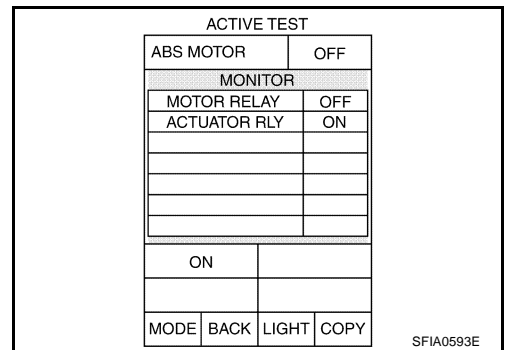 ACTIVE TEST
ABS MOTOR OFF
MONITOR
MOTOR RELAY OFF
ACTUATOR RLY ON
ON
MODE BACK LIGHT COPY
SFIA0593E